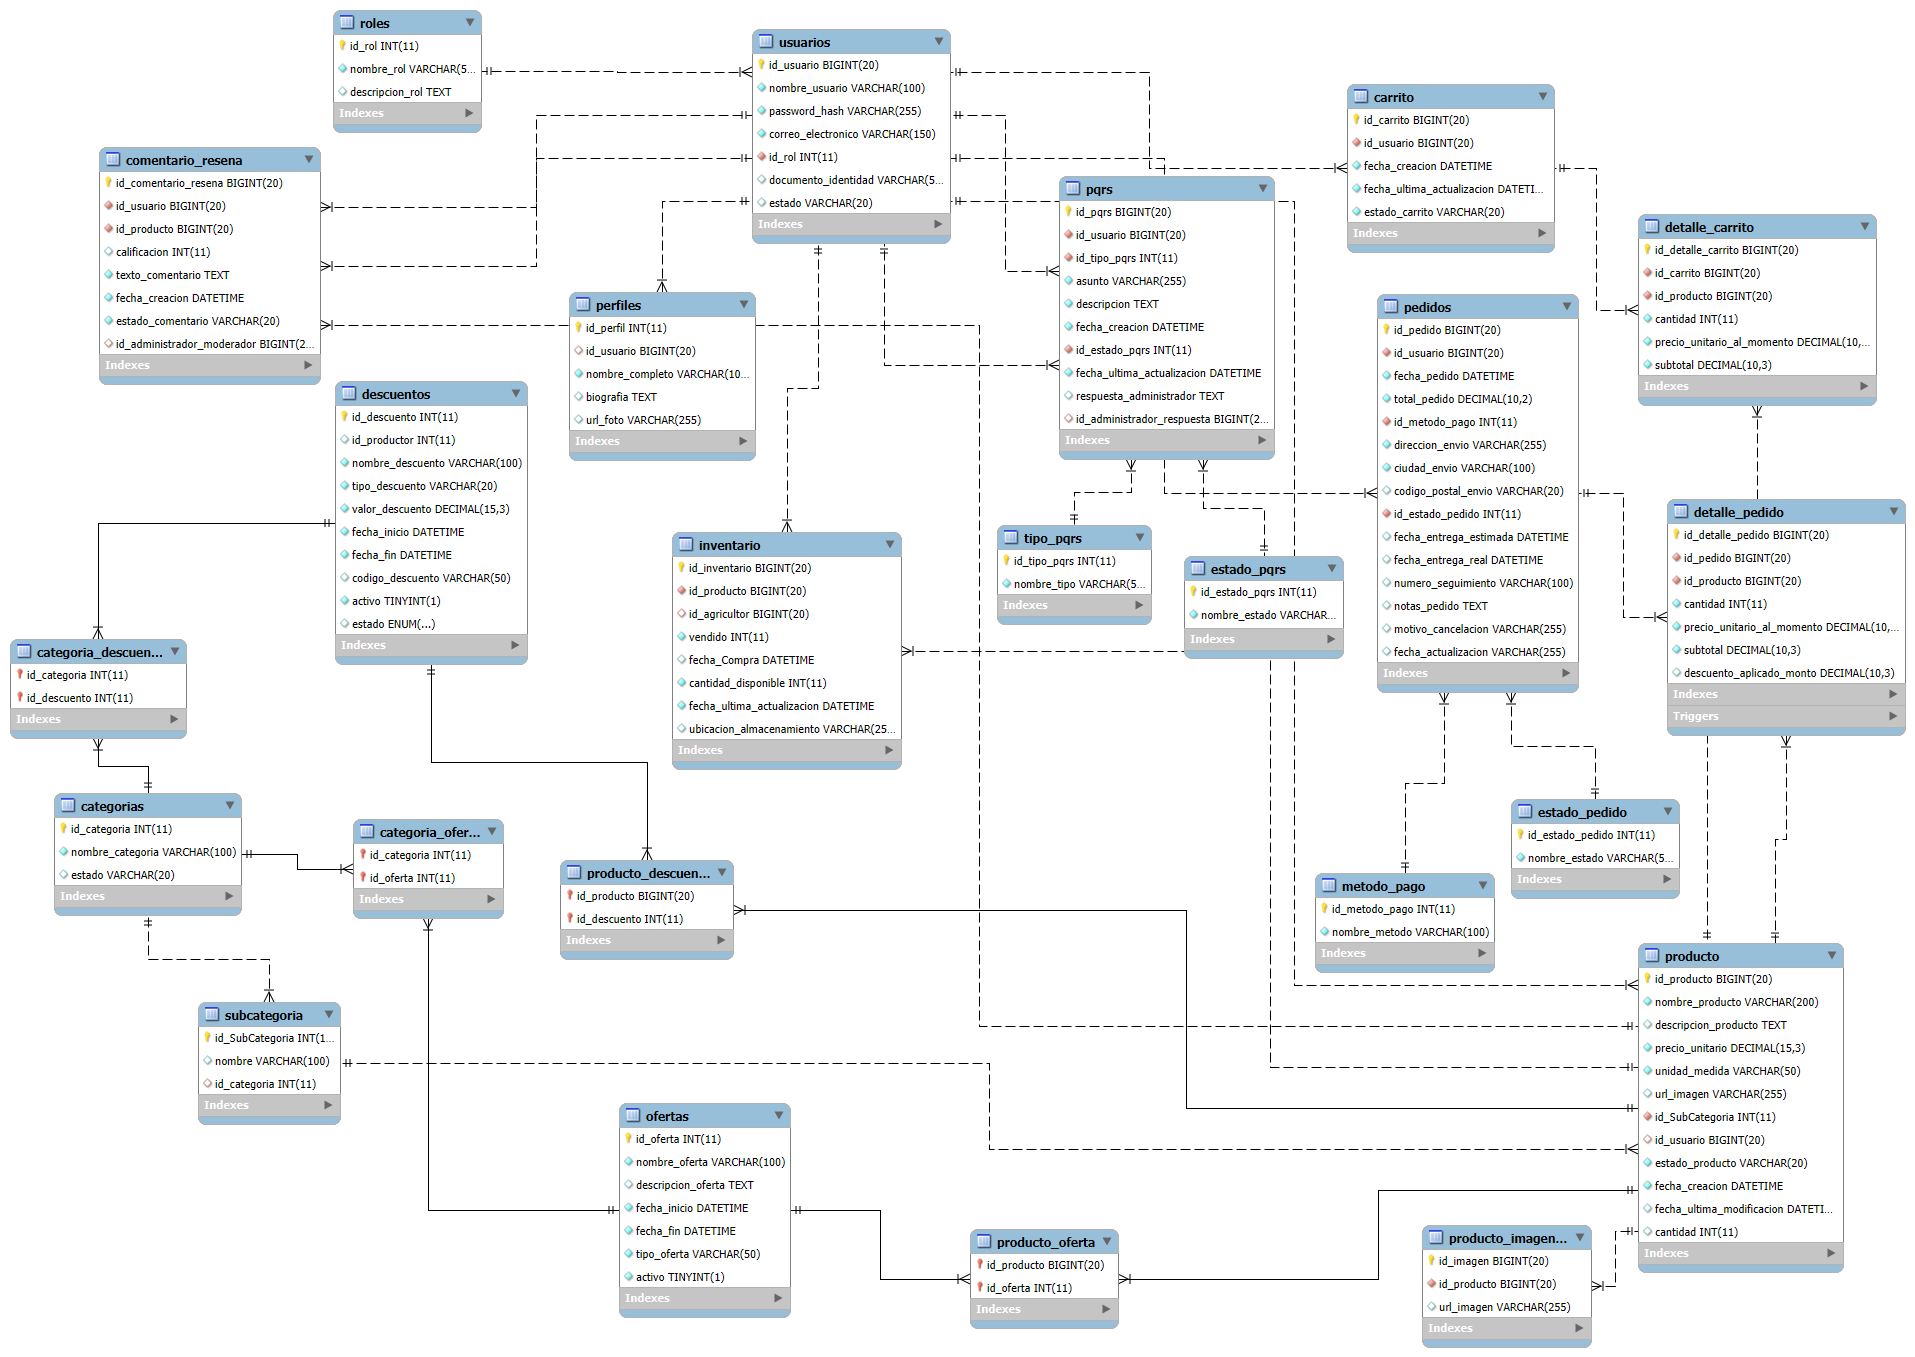 roles
id_rol INT(11)
nombre_rol VARCHAR(5...
descripcion_rol TEXT
Indexes
usuarios
id_usuario BIGINT(20)
nombre_usuario VARCHAR(100)
password_hash VARCHAR(255)
correo_electronico VARCHAR(150)
id_rol INT(11)
documento_identidad VARCHAR(5...
estado VARCHAR(20)
Indexes
carrito
id_carrito BIGINT(20)
id_usuario BIGINT(20)
fecha_creacion DATETIME
fecha_ultima_actualizacion DATETI...
estado_carrito VARCHAR(20)
Indexes
comentario_resena
id_comentario_resena BIGINT(20)
id_usuario BIGINT(20)
id_producto BIGINT(20)
calificacion INT(11)
texto_comentario TEXT
fecha_creacion DATETIME
estado_comentario VARCHAR(20)
id_administrador_moderador BIGINT(2...
Indexes
pqrs
id_pqrs BIGINT(20)
id_usuario BIGINT(20)
id_tipo_pqrs INT(11)
asunto VARCHAR(255)
descripcion TEXT
fecha_creacion DATETIME
id_estado_pqrs INT(11)
fecha_ultima_actualizacion DATETIME
respuesta_administrador TEXT
id_administrador_respuesta BIGINT(2...
Indexes
detalle_carrito
id_detalle_carrito BIGINT(20)
id_carrito BIGINT(20)
id_producto BIGINT(20)
cantidad INT(11)
precio_unitario_al_momento DECIMAL(10,...
subtotal DECIMAL(10,3)
Indexes
perfiles
id_perfil INT(11)
id_usuario BIGINT(20)
nombre_completo VARCHAR(10...
biografia TEXT
url_foto VARCHAR(255)
Indexes
pedidos
id_pedido BIGINT(20)
id_usuario BIGINT(20)
fecha_pedido DATETIME
total_pedido DECIMAL(10,2)
id_metodo_pago INT(11)
direccion_envio VARCHAR(255)
ciudad_envio VARCHAR(100)
codigo_postal_envio VARCHAR(20)
id_estado_pedido INT(11)
fecha_entrega_estimada DATETIME
fecha_entrega_real DATETIME
numero_seguimiento VARCHAR(100)
notas_pedido TEXT
motivo_cancelacion VARCHAR(255)
fecha_actualizacion VARCHAR(255)
Indexes
descuentos
id_descuento INT(11)
id_productor INT(11)
nombre_descuento VARCHAR(100)
tipo_descuento VARCHAR(20)
valor_descuento DECIMAL(15,3)
fecha_inicio DATETIME
fecha_fin DATETIME
codigo_descuento VARCHAR(50)
activo TINYINT(1)
estado ENUM(...)
Indexes
detalle_pedido
id_detalle_pedido BIGINT(20)
id_pedido BIGINT(20)
id_producto BIGINT(20)
cantidad INT(11)
precio_unitario_al_momento DECIMAL(10,...
subtotal DECIMAL(10,3)
descuento_aplicado_monto DECIMAL(10,3)
Indexes
Triggers
tipo_pqrs
id_tipo_pqrs INT(11)
nombre_tipo VARCHAR(5...
Indexes
inventario
id_inventario BIGINT(20)
id_producto BIGINT(20)
id_agricultor BIGINT(20)
vendido INT(11)
fecha_Compra DATETIME
cantidad_disponible INT(11)
fecha_ultima_actualizacion DATETIME
ubicacion_almacenamiento VARCHAR(25...
Indexes
estado_pqrs
id_estado_pqrs INT(11)
nombre_estado VARCHAR...
Indexes
categoria_descuen...
id_categoria INT(11)
id_descuento INT(11)
Indexes
categorias
id_categoria INT(11)
nombre_categoria VARCHAR(100)
estado VARCHAR(20)
Indexes
categoria_ofer...
id_categoria INT(11)
id_oferta INT(11)
Indexes
producto_descuen...
id_producto BIGINT(20)
id_descuento INT(11)
Indexes
estado_pedido
id_estado_pedido INT(11)
nombre_estado VARCHAR(5...
Indexes
metodo_pago
id_metodo_pago INT(11)
nombre_metodo VARCHAR(100)
Indexes
producto
id_producto BIGINT(20)
nombre_producto VARCHAR(200)
descripcion_producto TEXT
precio_unitario DECIMAL(15,3)
unidad_medida VARCHAR(50)
url_imagen VARCHAR(255)
id_SubCategoria INT(11)
id_usuario BIGINT(20)
estado_producto VARCHAR(20)
fecha_creacion DATETIME
fecha_ultima_modificacion DATETI...
cantidad INT(11)
Indexes
subcategoria
id_SubCategoria INT(1...
nombre VARCHAR(100)
id_categoria INT(11)
Indexes
ofertas
id_oferta INT(11)
nombre_oferta VARCHAR(100)
descripcion_oferta TEXT
fecha_inicio DATETIME
fecha_fin DATETIME
tipo_oferta VARCHAR(50)
activo TINYINT(1)
Indexes
producto_oferta
id_producto BIGINT(20)
id_oferta INT(11)
Indexes
producto_imagen...
id_imagen BIGINT(20)
id_producto BIGINT(20)
url_imagen VARCHAR(255)
Indexes